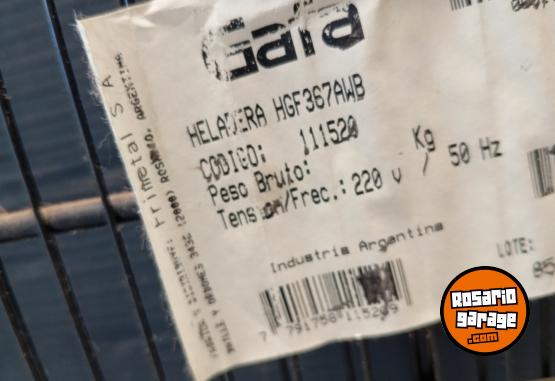 Gafa
HELADERA HGF367AWB
CODIGO: 111520
Peso Bruto: Kg
Tension/Frec.: 220 v / 50 Hz
Industria Argentina
LOTE:
Frimetal S A
ROSARIO, ARGENTINA
Rosario
garage
.com